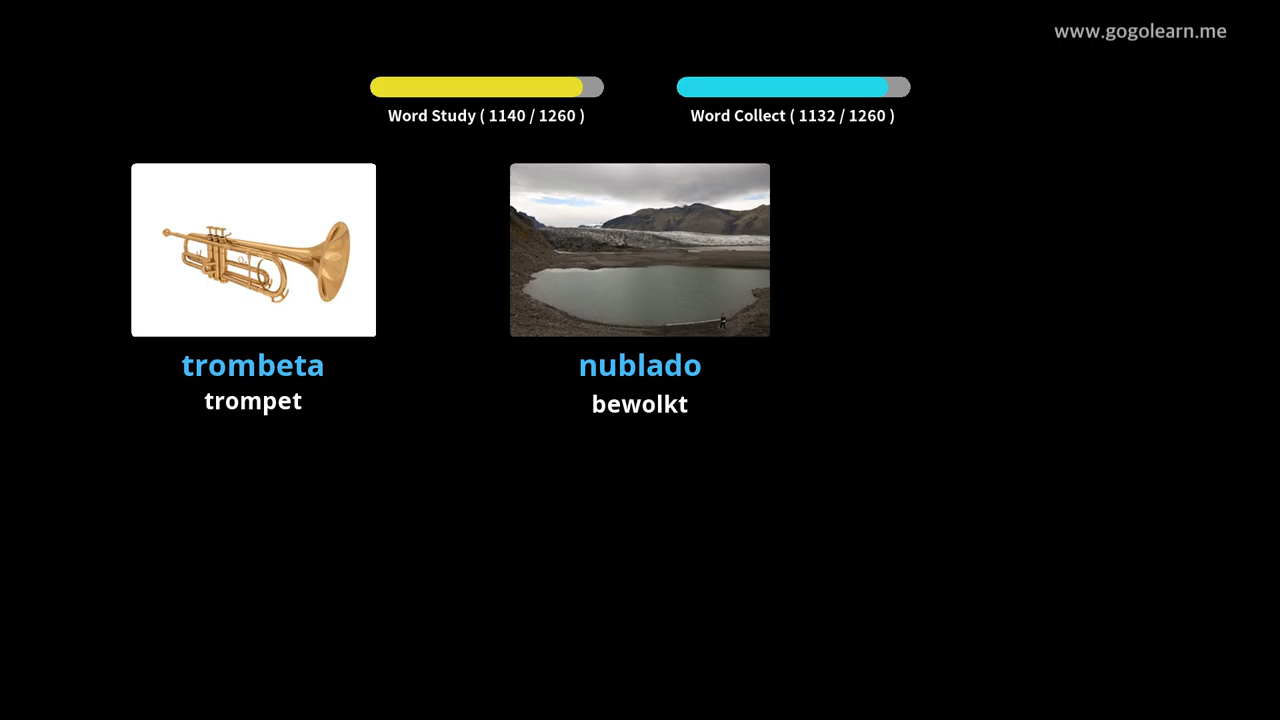 www.gogolearn.me
Word Study ( 1140 / 1260 )
Word Collect ( 1132 / 1260 )
trombeta
trompet
nublado
bewolkt